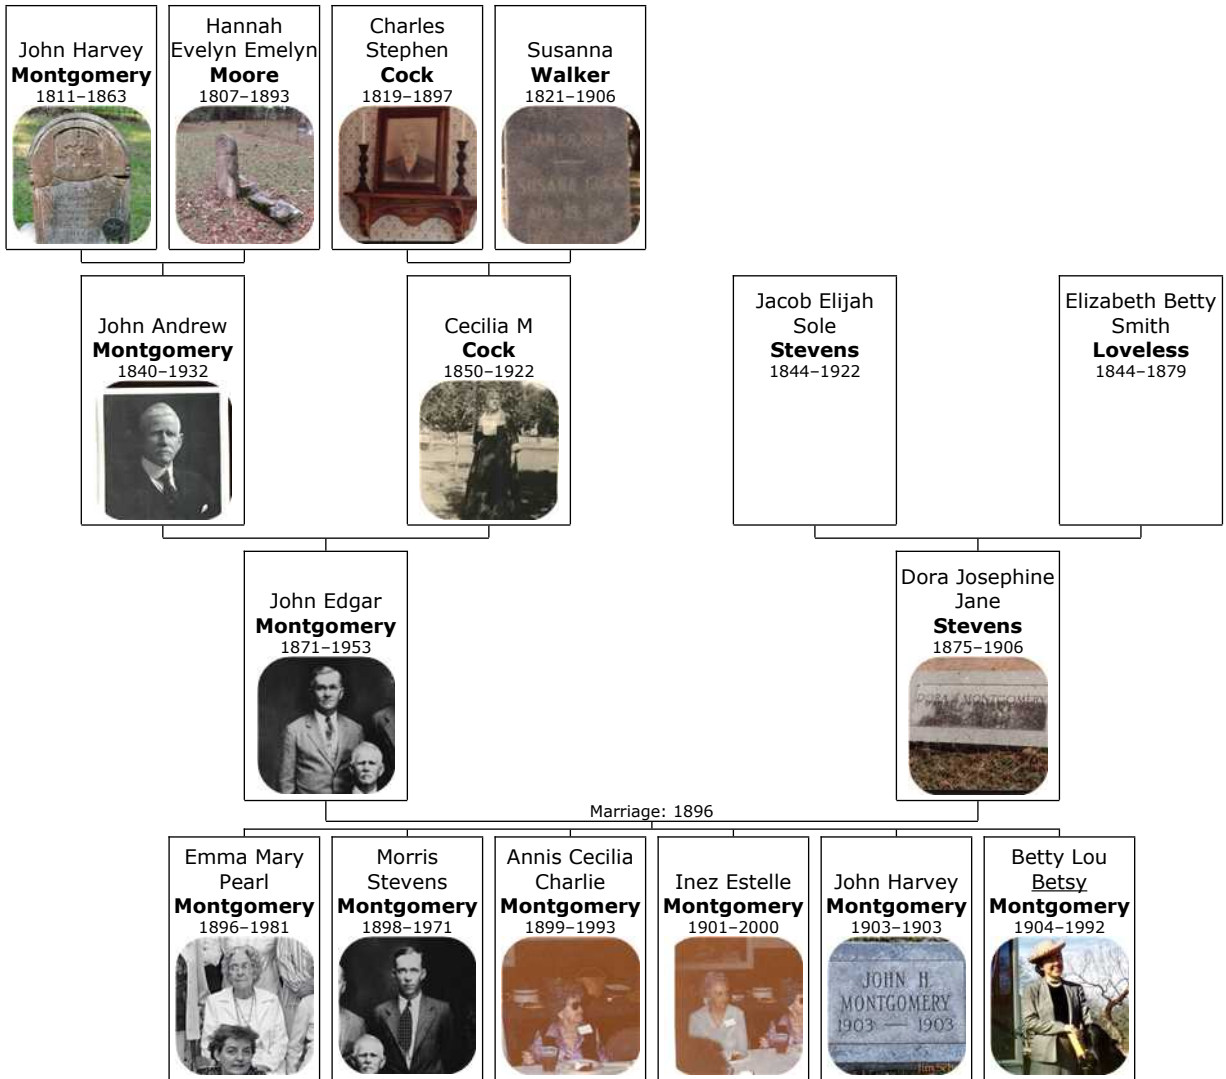 John Harvey
Montgomery
1811–1863
Hannah
Evelyn Emelyn
Moore
1807–1893
Charles
Stephen
Cock
1819–1897
Susanna
Walker
1821–1906
SUSANA COCK
John Andrew
Montgomery
1840–1932
Cecilia M
Cock
1850–1922
Jacob Elijah
Sole
Stevens
1844–1922
Elizabeth Betty
Smith
Loveless
1844–1879
John Edgar
Montgomery
1871–1953
Dora Josephine
Jane
Stevens
1875–1906
DORA S MONTGOMERY
Marriage: 1896
Emma Mary
Pearl
Montgomery
1896–1981
Morris
Stevens
Montgomery
1898–1971
Annis Cecilia
Charlie
Montgomery
1899–1993
Inez Estelle
Montgomery
1901–2000
John Harvey
Montgomery
1903–1903
JOHN H
MONTGOMERY
1903 — 1903
Betty Lou
Betsy
Montgomery
1904–1992